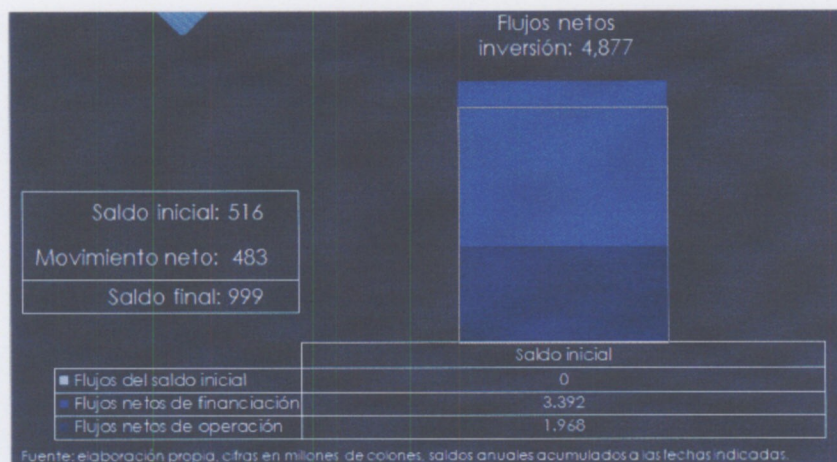 Flujos netos
inversión: 4,877
Saldo inicial: 516
Movimiento neto: 483
Saldo final: 999
Saldo inicial
Flujos del saldo inicial 0
Flujos netos de financiación 3.392
Flujos netos de operación 1.968
Fuente: elaboración propia, cifras en millones de colones, saldos anuales acumulados a las fechas indicadas.